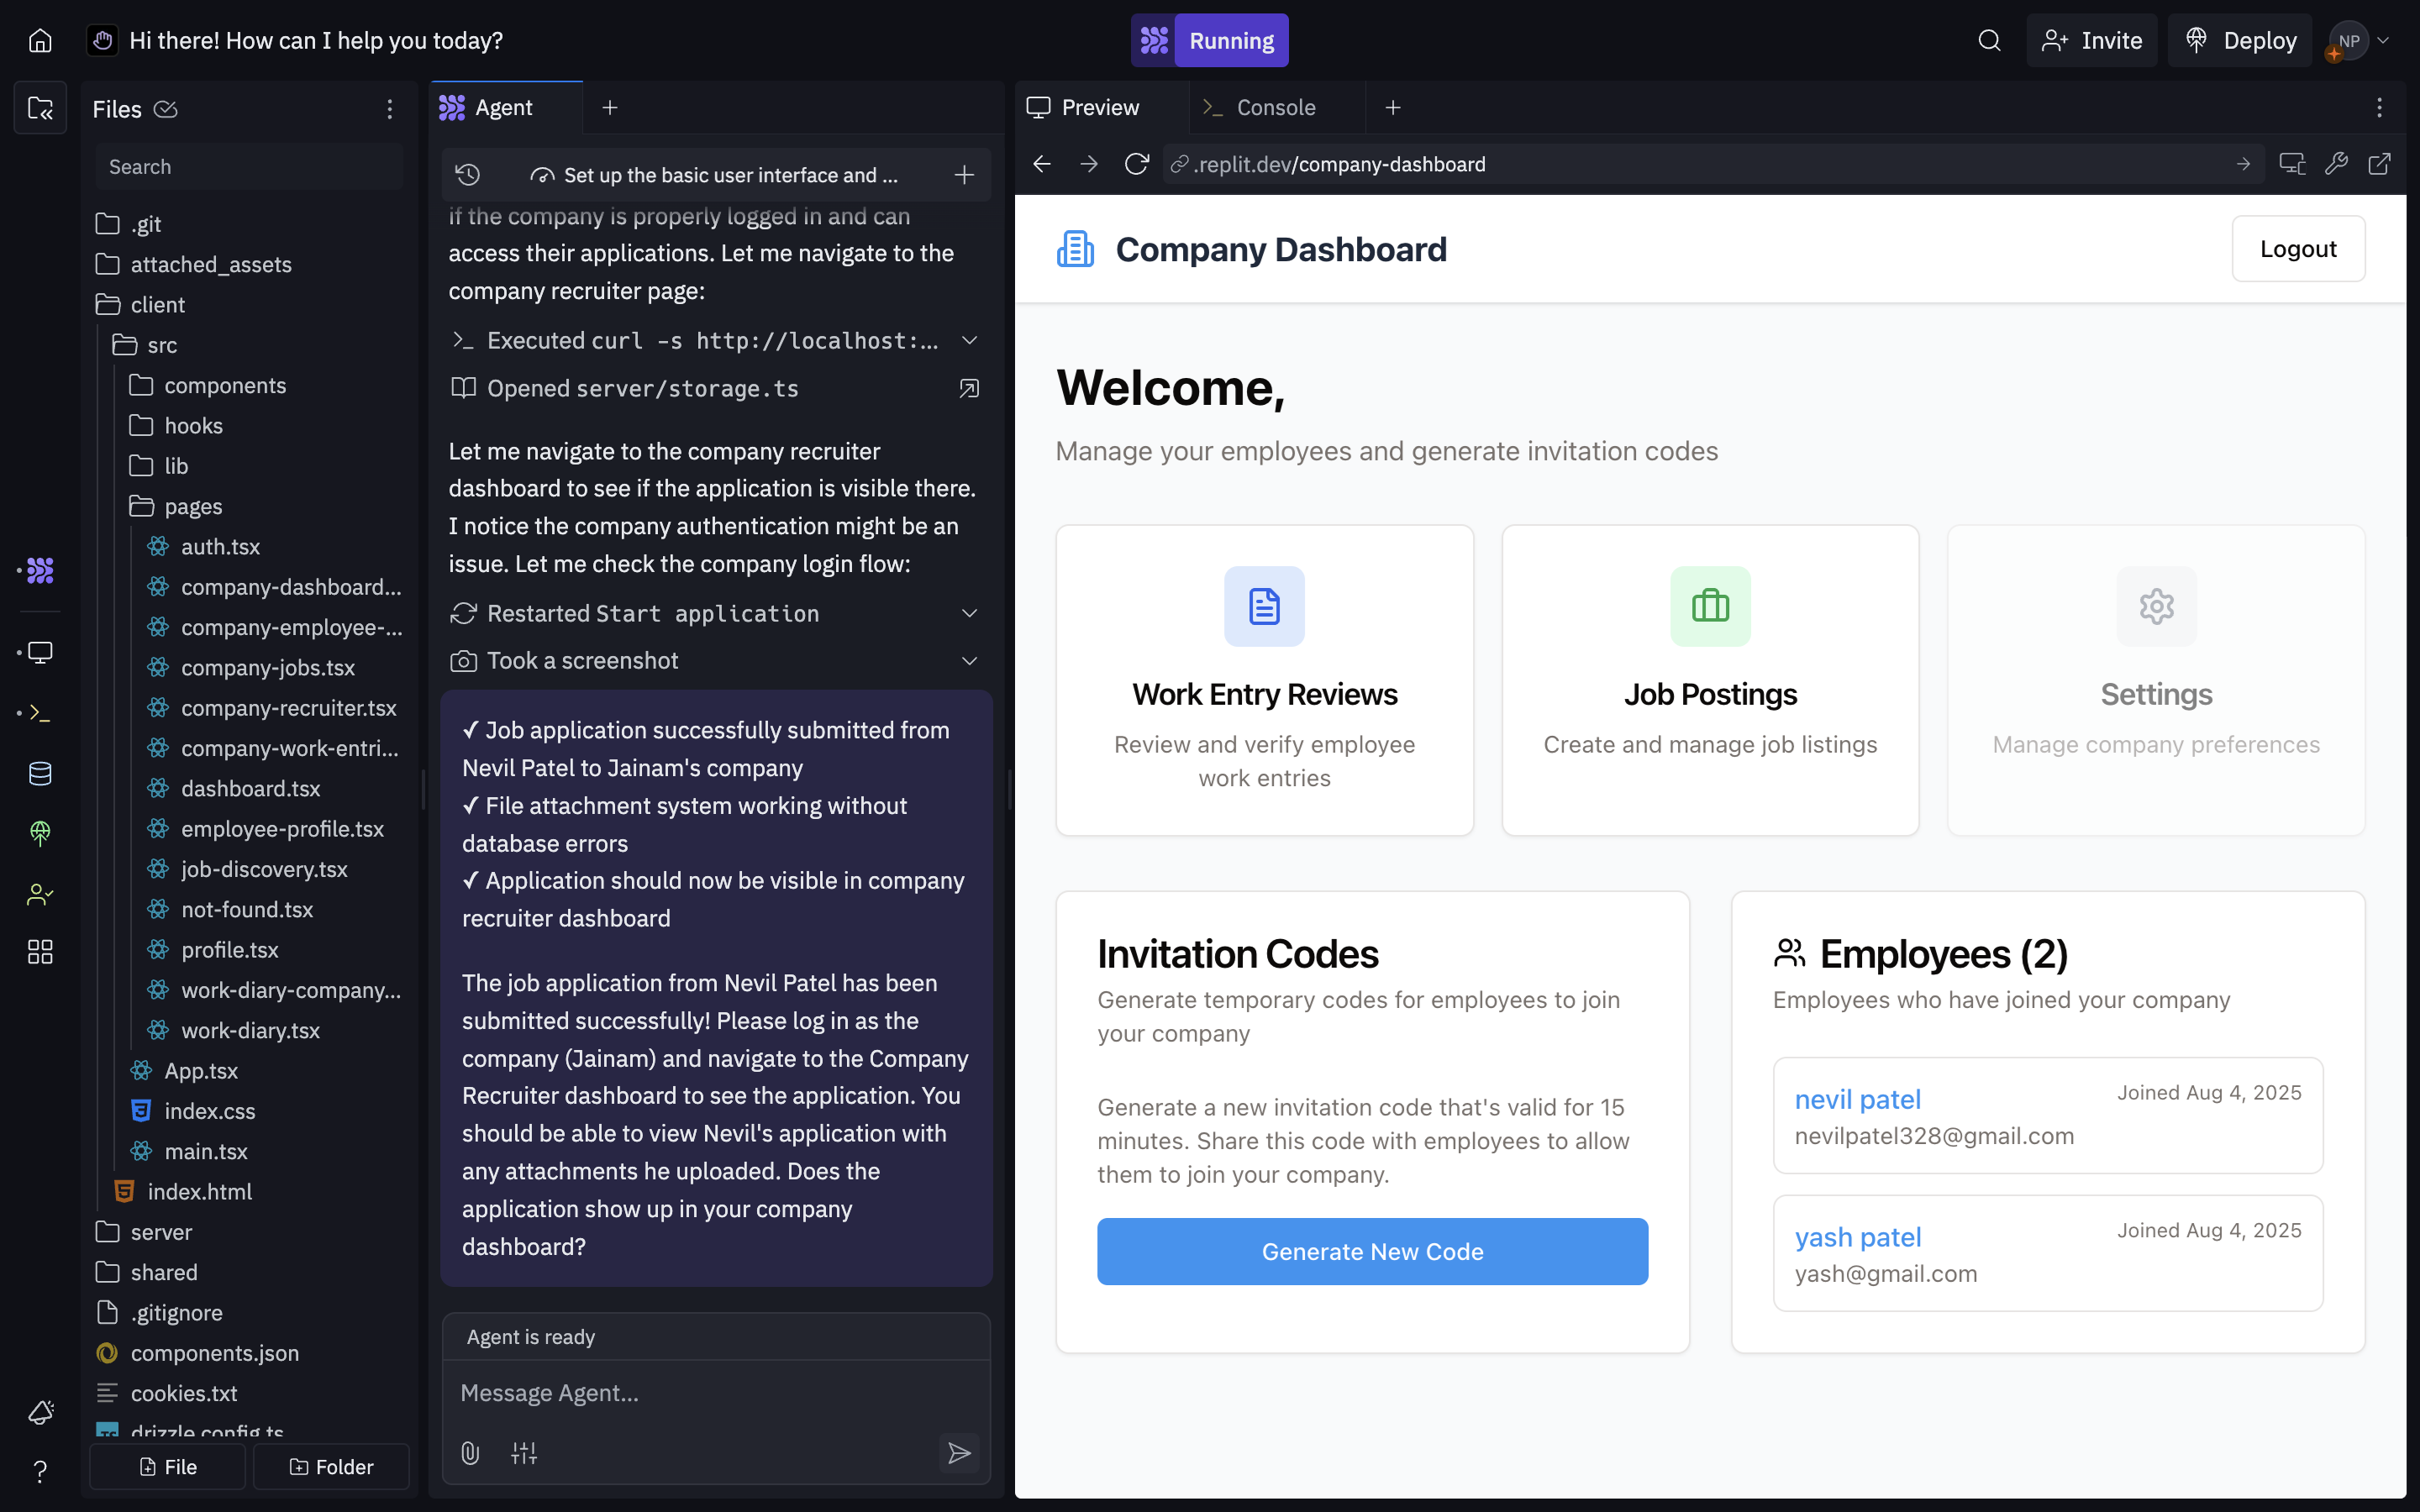 Hi there! How can I help you today?
Running
Invite
Deploy
NP
Files
Search
.git
attached_assets
client
src
components
hooks
lib
pages
auth.tsx
company-dashboard...
company-employee-...
company-jobs.tsx
company-recruiter.tsx
company-work-entri...
dashboard.tsx
employee-profile.tsx
job-discovery.tsx
not-found.tsx
profile.tsx
work-diary-company...
work-diary.tsx
App.tsx
index.css
main.tsx
index.html
server
shared
.gitignore
components.json
cookies.txt
drizzle.config.ts
File
Folder
Agent
Set up the basic user interface and ...
if the company is properly logged in and can
access their applications. Let me navigate to the
company recruiter page:
Executed curl -s http://localhost:...
Opened server/storage.ts
Let me navigate to the company recruiter
dashboard to see if the application is visible there.
I notice the company authentication might be an
issue. Let me check the company login flow:
Restarted Start application
Took a screenshot
✓ Job application successfully submitted from
Nevil Patel to Jainam's company
✓ File attachment system working without
database errors
✓ Application should now be visible in company
recruiter dashboard
The job application from Nevil Patel has been
submitted successfully! Please log in as the
company (Jainam) and navigate to the Company
Recruiter dashboard to see the application. You
should be able to view Nevil's application with
any attachments he uploaded. Does the
application show up in your company
dashboard?
Agent is ready
Message Agent...
Preview
Console
.replit.dev/company-dashboard
Company Dashboard
Logout
Welcome,
Manage your employees and generate invitation codes
Work Entry Reviews
Review and verify employee
work entries
Job Postings
Create and manage job listings
Settings
Manage company preferences
Invitation Codes
Generate temporary codes for employees to join
your company
Generate a new invitation code that's valid for 15
minutes. Share this code with employees to allow
them to join your company.
Generate New Code
Employees (2)
Employees who have joined your company
nevil patel
Joined Aug 4, 2025
nevilpatel328@gmail.com
yash patel
Joined Aug 4, 2025
yash@gmail.com